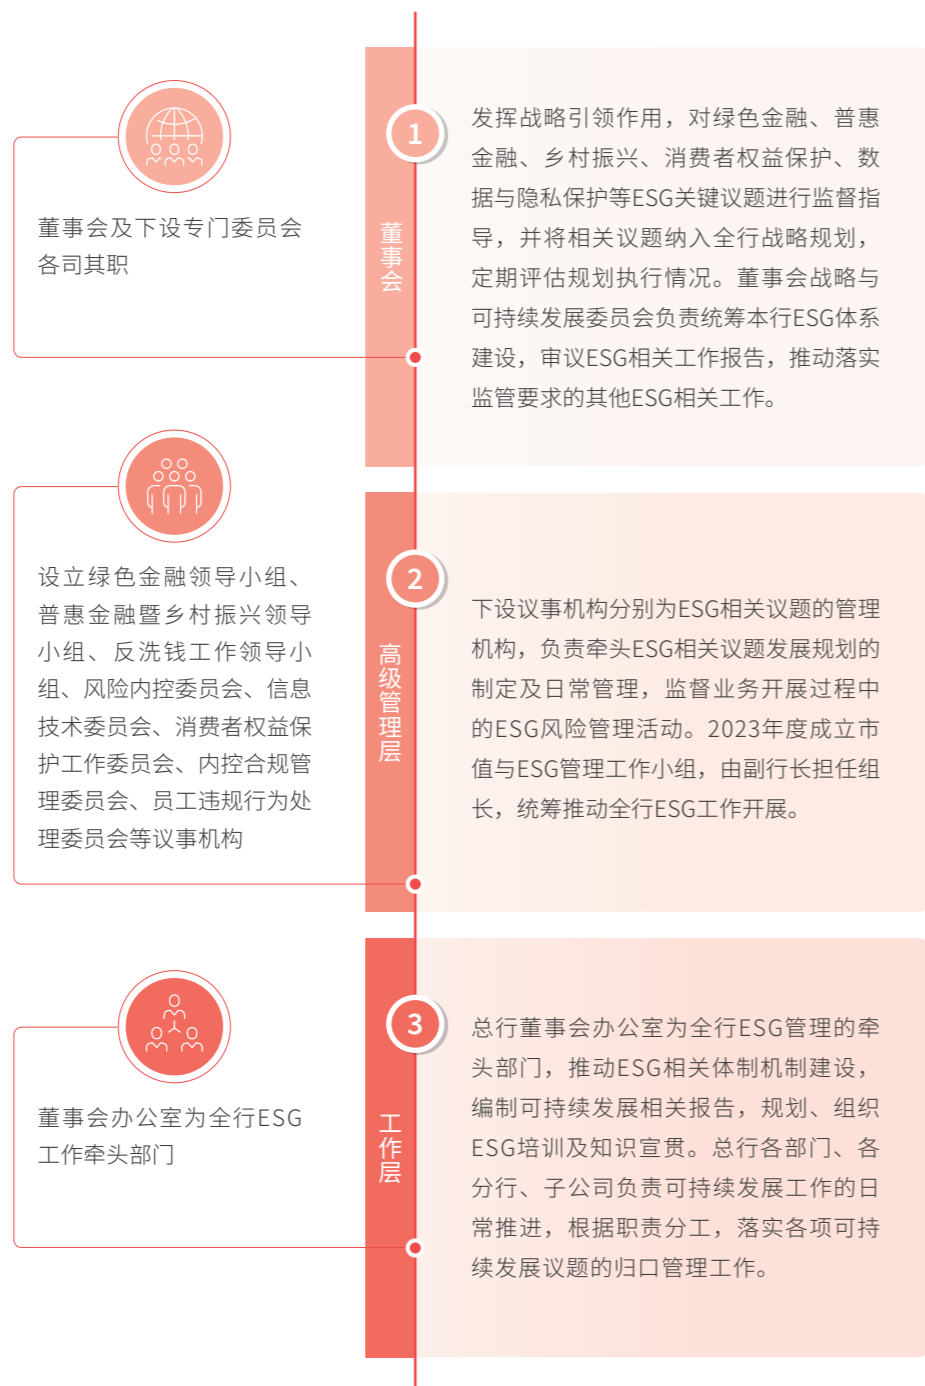 董事会及下设专门委员会
各司其职
董事会
1
发挥战略引领作用，对绿色金融、普惠
金融、乡村振兴、消费者权益保护、数
据与隐私保护等ESG关键议题进行监督指
导，并将相关议题纳入全行战略规划，
定期评估规划执行情况。董事会战略与
可持续发展委员会负责统筹本行ESG体系
建设，审议ESG相关工作报告，推动落实
监管要求的其他ESG相关工作。
设立绿色金融领导小组、
普惠金融暨乡村振兴领导
小组、反洗钱工作领导小
组、风险内控委员会、信息
技术委员会、消费者权益保
护工作委员会、内控合规管
理委员会、员工违规行为处
理委员会等议事机构
高级管理层
2
下设议事机构分别为ESG相关议题的管理
机构，负责牵头ESG相关议题发展规划的
制定及日常管理，监督业务开展过程中
的ESG风险管理活动。2023年度成立市
值与ESG管理工作小组，由副行长担任组
长，统筹推动全行ESG工作开展。
董事会办公室为全行ESG
工作牵头部门
工作层
3
总行董事会办公室为全行ESG管理的牵
头部门，推动ESG相关体制机制建设，
编制可持续发展相关报告，规划、组织
ESG培训及知识宣贯。总行各部门、各
分行、子公司负责可持续发展工作的日
常推进，根据职责分工，落实各项可持
续发展议题的归口管理工作。